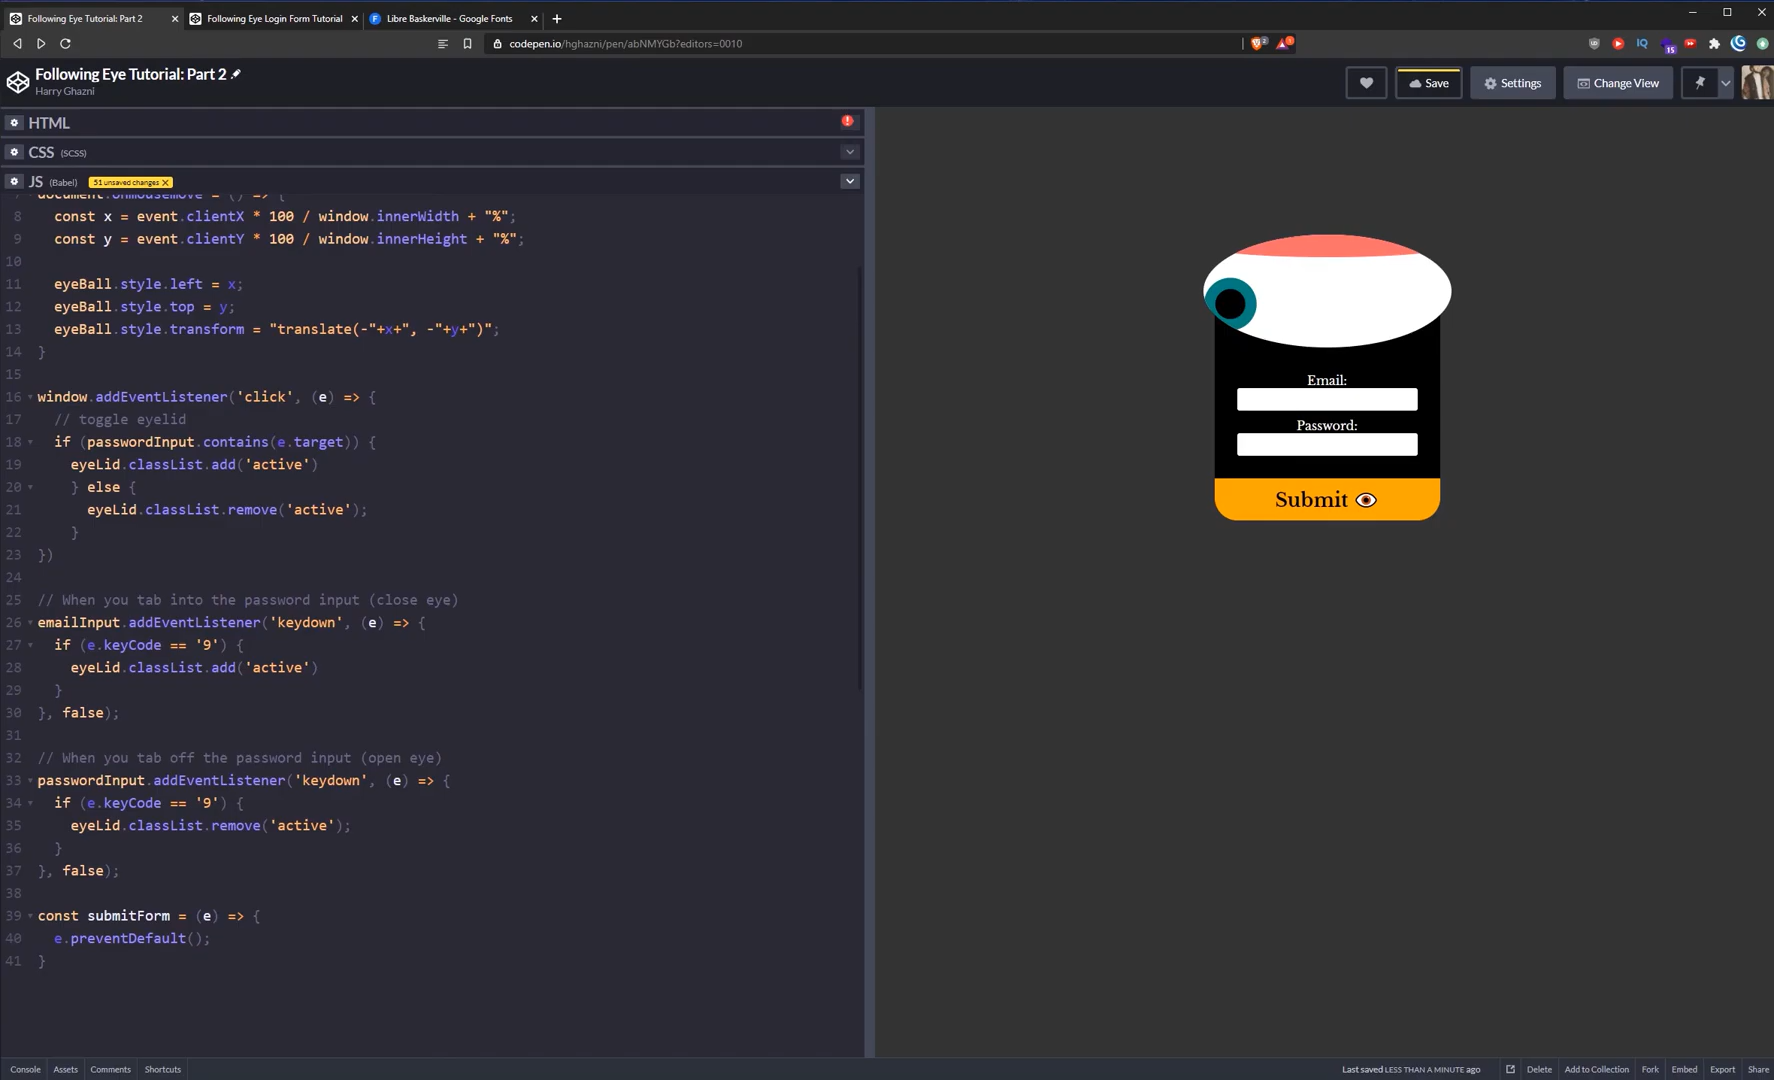 Following Eye Tutorial: Part 2
Following Eye Login Form Tutorial
Libre Baskerville - Google Fonts
codepen.io/hghazni/pen/abNMYGb?editors=0010
2
1
15
Following Eye Tutorial: Part 2
Harry Ghazni
Save
Settings
Change View
HTML
CSS (SCSS)
JS (Babel) 51 unsaved changes X
7 document.onmousemove = () => {
8 const x = event.clientX * 100 / window.innerWidth + "%";
9 const y = event.clientY * 100 / window.innerHeight + "%";
10
11 eyeBall.style.left = x;
12 eyeBall.style.top = y;
13 eyeBall.style.transform = "translate(-"+x+", -"+y+")";
14 }
15
16 window.addEventListener('click', (e) => {
17 // toggle eyelid
18 if (passwordInput.contains(e.target)) {
19 eyeLid.classList.add('active')
20 } else {
21 eyeLid.classList.remove('active');
22 }
23 })
24
25 // When you tab into the password input (close eye)
26 emailInput.addEventListener('keydown', (e) => {
27 if (e.keyCode == '9') {
28 eyeLid.classList.add('active')
29 }
30 }, false);
31
32 // When you tab off the password input (open eye)
33 passwordInput.addEventListener('keydown', (e) => {
34 if (e.keyCode == '9') {
35 eyeLid.classList.remove('active');
36 }
37 }, false);
38
39 const submitForm = (e) => {
40 e.preventDefault();
41 }
Email:
Password:
Submit
Console Assets Comments Shortcuts
Last saved LESS THAN A MINUTE ago Delete Add to Collection Fork Embed Export Share